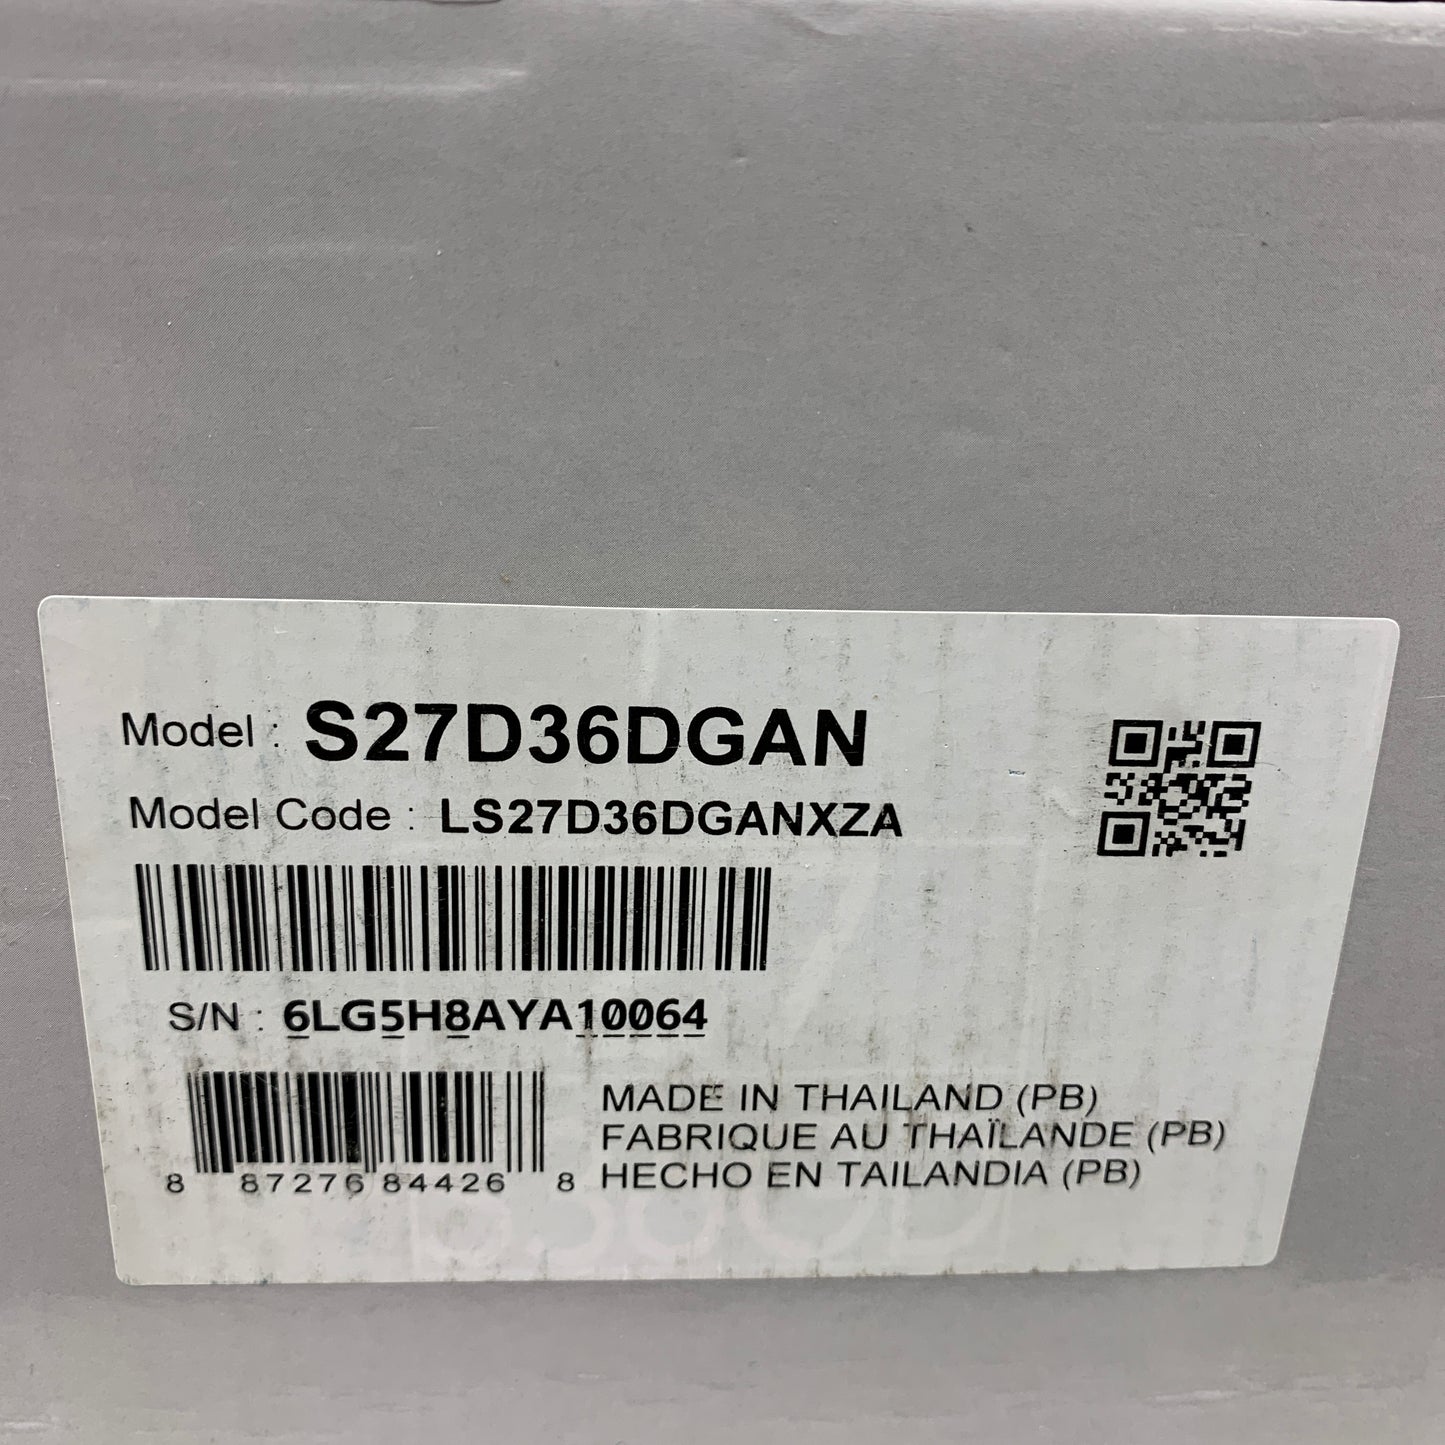 Model : S27D36DGAN
Model Code : LS27D36DGANXZA
S/N : 6LG5H8AYA10064
8 87276 84426 8
MADE IN THAILAND (PB)
FABRIQUE AU THAÏLANDE (PB)
HECHO EN TAILANDIA (PB)